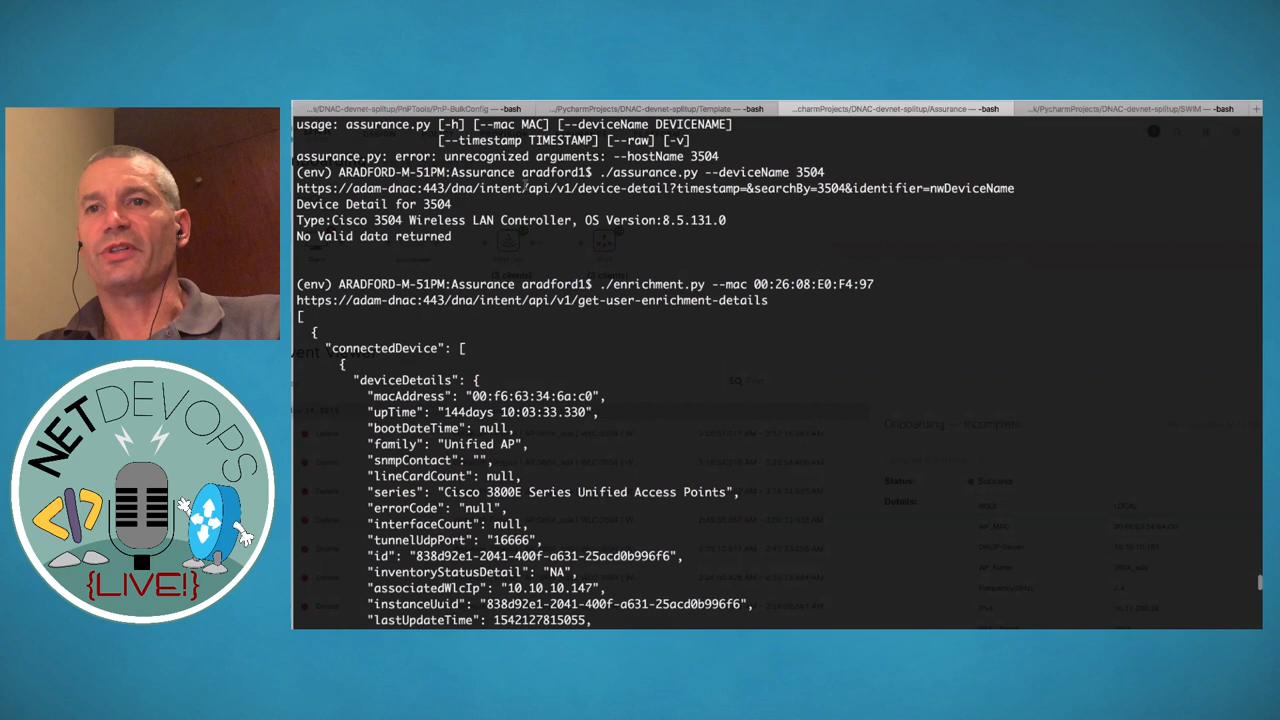 …s/DNAC-devnet-splitup/PnPTools/PnP-BulkConfig — -bash
…/PycharmProjects/DNAC-devnet-splitup/Template — -bash
…charmProjects/DNAC-devnet-splitup/Assurance — -bash
…k/PycharmProjects/DNAC-devnet-splitup/SWIM — -bash
usage: assurance.py [-h] [--mac MAC] [--deviceName DEVICENAME]
[--timestamp TIMESTAMP] [--raw] [-v]
assurance.py: error: unrecognized arguments: --hostName 3504
(env) ARADFORD-M-51PM:Assurance aradford1$ ./assurance.py --deviceName 3504
https://adam-dnac:443/dna/intent/api/v1/device-detail?timestamp=&searchBy=3504&identifier=nwDeviceName
Device Detail for 3504
Type:Cisco 3504 Wireless LAN Controller, OS Version:8.5.131.0
No Valid data returned
(env) ARADFORD-M-51PM:Assurance aradford1$ ./enrichment.py --mac 00:26:08:E0:F4:97
https://adam-dnac:443/dna/intent/api/v1/get-user-enrichment-details
[
{
"connectedDevice": [
{
"deviceDetails": {
"macAddress": "00:f6:63:34:6a:c0",
"upTime": "144days 10:03:33.330",
"bootDateTime": null,
"family": "Unified AP",
"snmpContact": "",
"lineCardCount": null,
"series": "Cisco 3800E Series Unified Access Points",
"errorCode": "null",
"interfaceCount": null,
"tunnelUdpPort": "16666",
"id": "838d92e1-2041-400f-a631-25acd0b996f6",
"inventoryStatusDetail": "NA",
"associatedWlcIp": "10.10.10.147",
"instanceUuid": "838d92e1-2041-400f-a631-25acd0b996f6",
"lastUpdateTime": 1542127815055,
Onboarding — Incomplete
Status:
Success
Details:
NETDEVOPS
</>
{LIVE!}